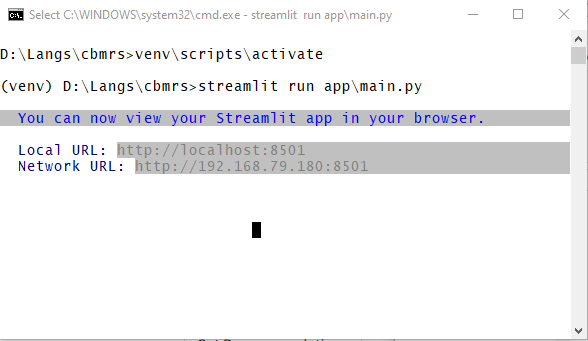 Select C:\WINDOWS\system32\cmd.exe - streamlit run app\main.py
D:\Langs\cbmrs>venv\scripts\activate
(venv) D:\Langs\cbmrs>streamlit run app\main.py
You can now view your Streamlit app in your browser.
Local URL: http://localhost:8501
Network URL: http://192.168.79.180:8501